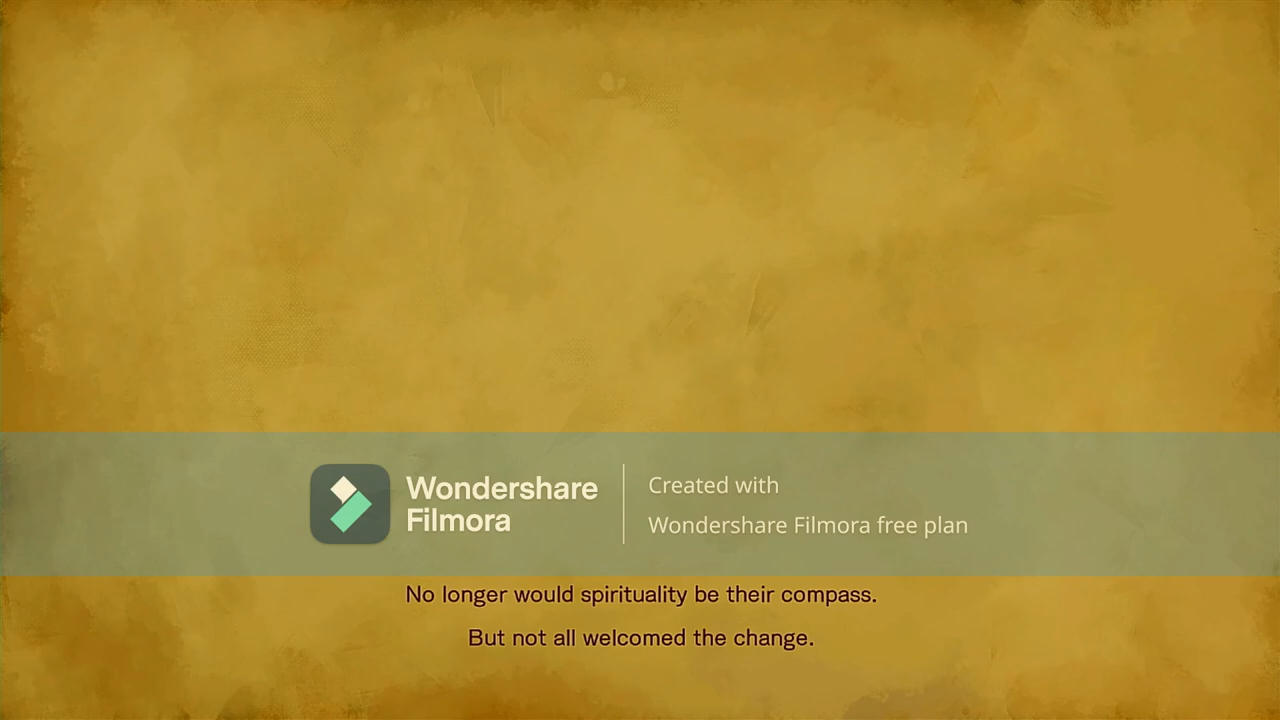 Wondershare
Filmora
Created with
Wondershare Filmora free plan
No longer would spirituality be their compass.
But not all welcomed the change.